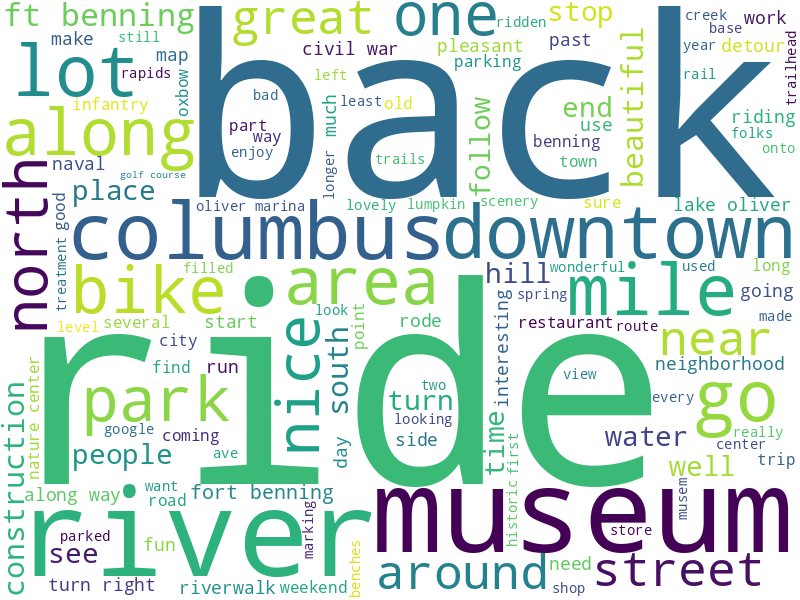 ft benning
great
one
stop
creek
work
base
ridden
make
still
civil war
pleasant
past
year
detour
lot
map
parking
rapids
left
back
rail
trailhead
infantry
oxbow
bad
least
old
much
end
beautiful
riding
along
part
way
use
folks
benning
enjoy
trails
follow
town
onto
naval
golf course
longer
north
place
good
oliver marina
lovely
lumpkin
scenery
sure
lake oliver
treatment
columbus
downtown
filled
hill
wonderful
used
long
bike
area
spring
mile
going
level
several
start
look
point
rode
interesting
restaurant
route
made
city
nice
near
find
run
south
neighborhood
nature center
park
two
turn
view
every
go
google
coming
looking
day
side
time
water
really
people
ave
center
ride
want
well
trip
construction
along way
road
fort benning
first
historic
museum
musem
river
parked
fun
marking
store
see
benches
around
need
street
turn right
riverwalk
weekend
shop